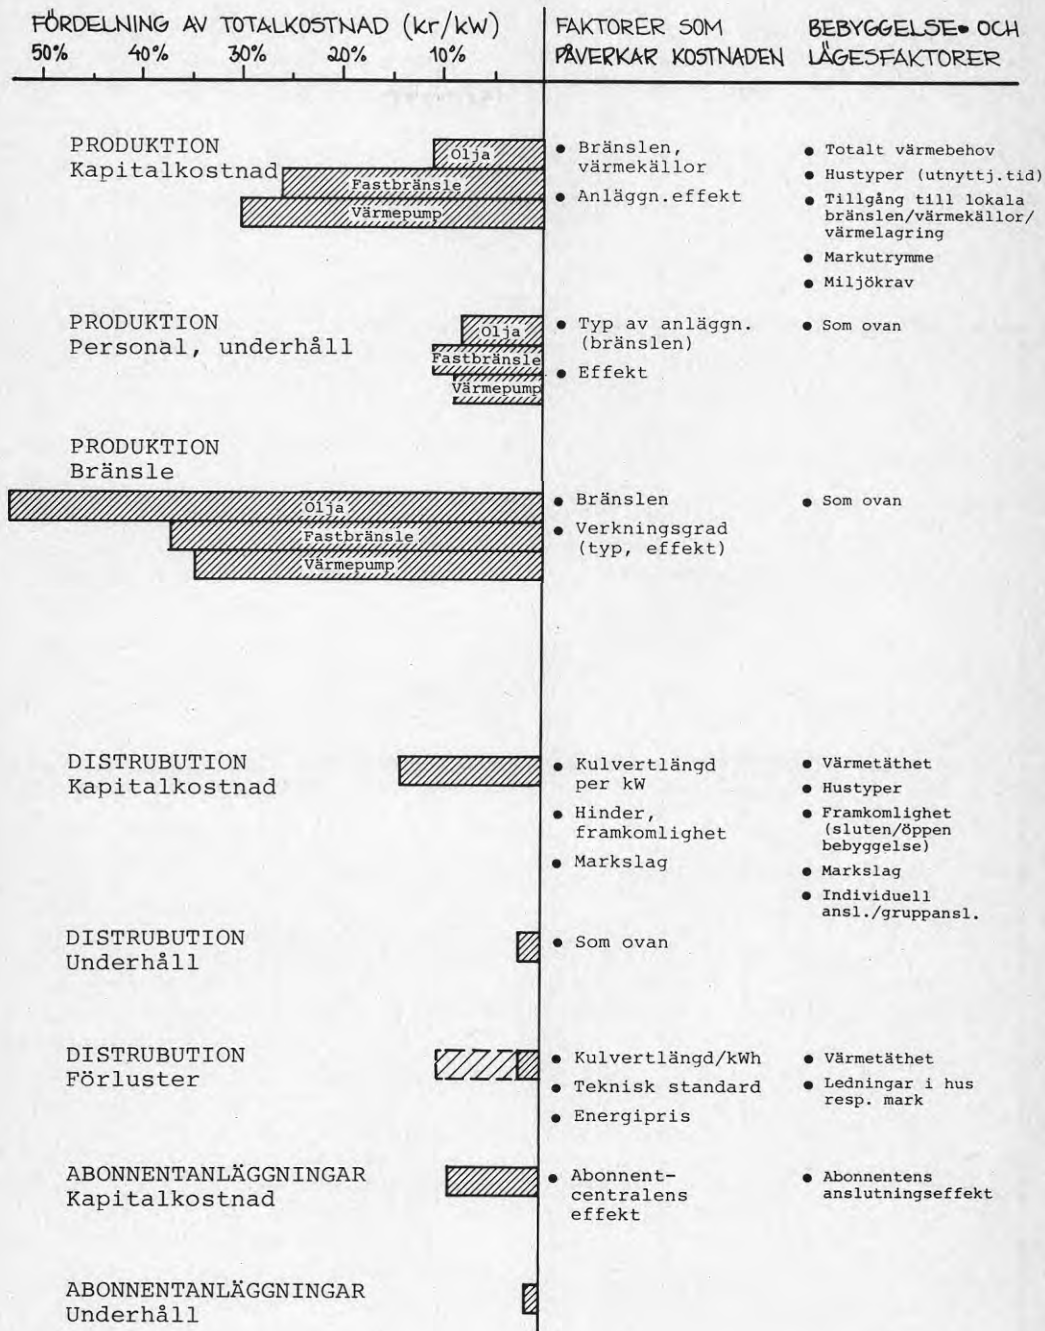 FÖRDELNING AV TOTALKOSTNAD (kr/kW)
50% 40% 30% 20% 10%
FAKTORER SOM
PÅVERKAR KOSTNADEN
BEBYGGELSE- OCH
LÄGESFAKTORER
PRODUKTION
Kapitalkostnad
Olja
Fastbränsle
Värmepump
● Bränslen,
värmekällor
● Anläggn.effekt
● Totalt värmebehov
● Hustyper (utnyttj.tid)
● Tillgång till lokala
bränslen/värmekällor/
värmelagring
● Markutrymme
● Miljökrav
PRODUKTION
Personal, underhåll
Olja
Fastbränsle
Värmepump
● Typ av anläggn.
(bränslen)
● Effekt
● Som ovan
PRODUKTION
Bränsle
Olja
Fastbränsle
Värmepump
● Bränslen
● Verkningsgrad
(typ, effekt)
● Som ovan
DISTRUBUTION
Kapitalkostnad
● Kulvertlängd
per kW
● Hinder,
framkomlighet
● Markslag
● Värmetäthet
● Hustyper
● Framkomlighet
(sluten/öppen
bebyggelse)
● Markslag
● Individuell
ansl./gruppansl.
DISTRUBUTION
Underhåll
● Som ovan
DISTRUBUTION
Förluster
● Kulvertlängd/kWh
● Teknisk standard
● Energipris
● Värmetäthet
● Ledningar i hus
resp. mark
ABONNENTANLÄGGNINGAR
Kapitalkostnad
● Abonnent-
centralens
effekt
● Abonnentens
anslutningseffekt
ABONNENTANLÄGGNINGAR
Underhåll